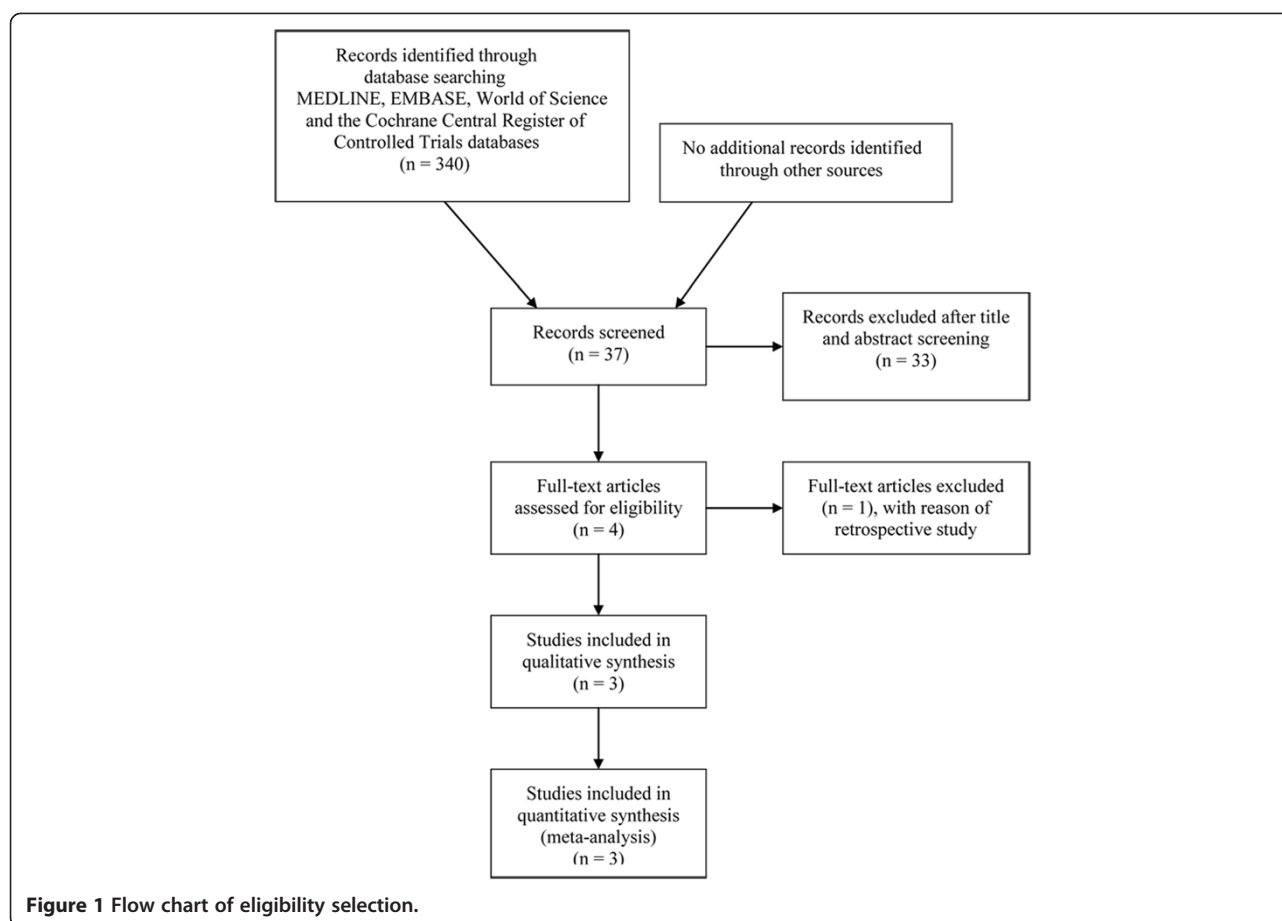 Records identified through
database searching
MEDLINE, EMBASE, World of Science
and the Cochrane Central Register of
Controlled Trials databases
(n = 340)
No additional records identified
through other sources
Records screened
(n = 37)
Records excluded after title
and abstract screening
(n = 33)
Full-text articles
assessed for eligibility
(n = 4)
Full-text articles excluded
(n = 1), with reason of
retrospective study
Studies included in
qualitative synthesis
(n = 3)
Studies included in
quantitative synthesis
(meta-analysis)
(n = 3)
Figure 1 Flow chart of eligibility selection.